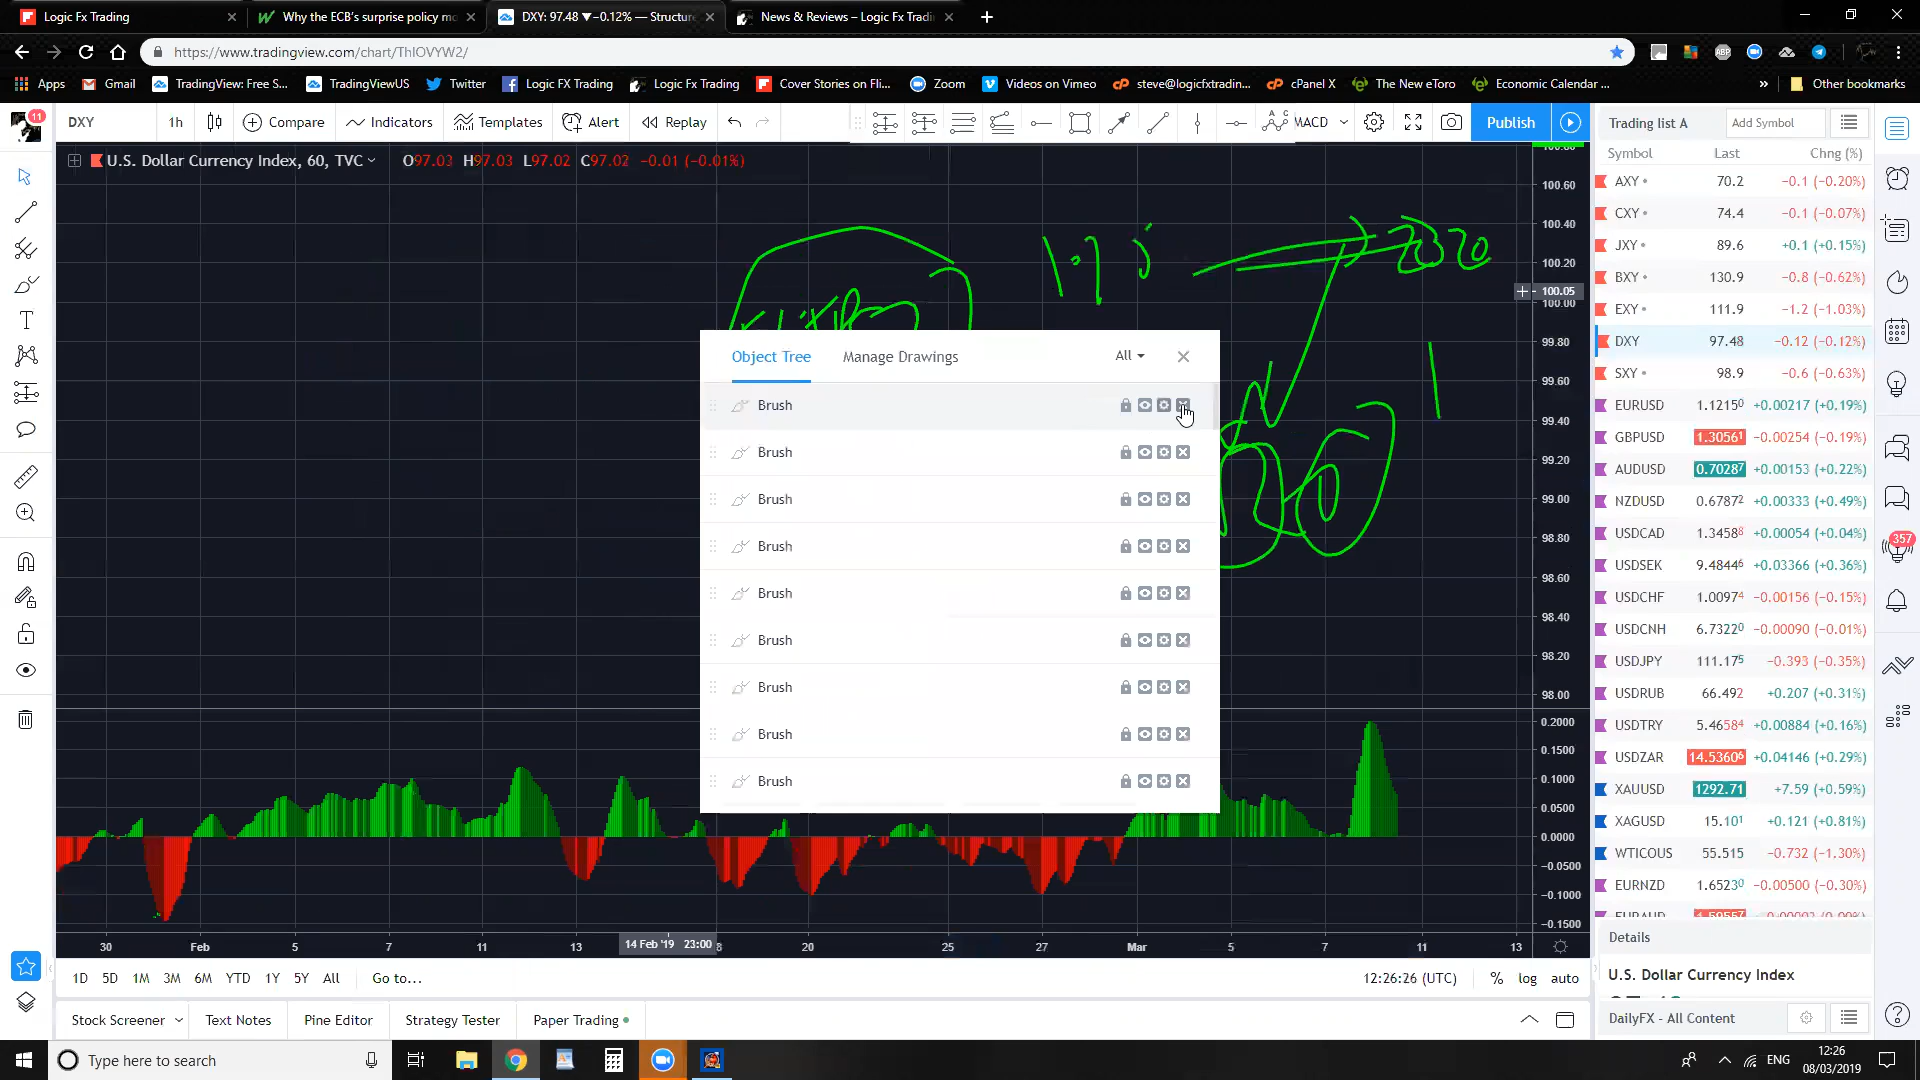 Logic Fx Trading
Why the ECB's surprise policy mo
DXY: 97.48 ▼−0.12% — Structure
News & Reviews – Logic Fx Tradi
https://www.tradingview.com/chart/ThIOVYW2/
Apps
Gmail
TradingView: Free S...
TradingViewUS
Twitter
Logic FX Trading
Logic Fx Trading
Cover Stories on Fli...
Zoom
Videos on Vimeo
steve@logicfxtradin...
cPanel X
The New eToro
Economic Calendar ...
»
Other bookmarks
11
DXY
1h
Compare
Indicators
Templates
Alert
Replay
MACD
Publish
Trading list A
Add Symbol
U.S. Dollar Currency Index, 60, TVC
O97.03 H97.03 L97.02 C97.02 −0.01 (−0.01%)
Symbol Last Chng (%)
AXY 70.2 −0.1 (−0.20%)
CXY 74.4 −0.1 (−0.07%)
JXY 89.6 +0.1 (+0.15%)
BXY 130.9 −0.8 (−0.62%)
EXY 111.9 −1.2 (−1.03%)
DXY 97.48 −0.12 (−0.12%)
SXY 98.9 −0.6 (−0.63%)
EURUSD 1.12150 +0.00217 (+0.19%)
GBPUSD 1.30561 −0.00254 (−0.19%)
AUDUSD 0.70287 +0.00153 (+0.22%)
NZDUSD 0.67872 +0.00333 (+0.49%)
USDCAD 1.34588 +0.00054 (+0.04%)
USDSEK 9.48446 +0.03366 (+0.36%)
USDCHF 1.00974 −0.00156 (−0.15%)
USDCNH 6.73220 −0.00090 (−0.01%)
USDJPY 111.175 −0.393 (−0.35%)
USDRUB 66.492 +0.207 (+0.31%)
USDTRY 5.46584 +0.00884 (+0.16%)
USDZAR 14.53606 +0.04146 (+0.29%)
XAUUSD 1292.71 +7.59 (+0.59%)
XAGUSD 15.101 +0.121 (+0.81%)
WTICOUS 55.515 −0.732 (−1.30%)
EURNZD 1.65230 −0.00500 (−0.30%)
357
Details
U.S. Dollar Currency Index
DailyFX - All Content
100.60
100.40
100.20
100.05
100.00
99.80
99.60
99.40
99.20
99.00
98.80
98.60
98.40
98.20
98.00
0.2000
0.1500
0.1000
0.0500
0.0000
−0.0500
−0.1000
−0.1500
Object Tree
Manage Drawings
All
Brush
Brush
Brush
Brush
Brush
Brush
Brush
Brush
Brush
30 Feb 5 7 11 13 14 Feb '19 23:00 20 25 27 Mar 5 7 11 13
1D 5D 1M 3M 6M YTD 1Y 5Y All Go to...
12:26:26 (UTC) % log auto
Stock Screener
Text Notes
Pine Editor
Strategy Tester
Paper Trading
Type here to search
ENG
12:26
08/03/2019